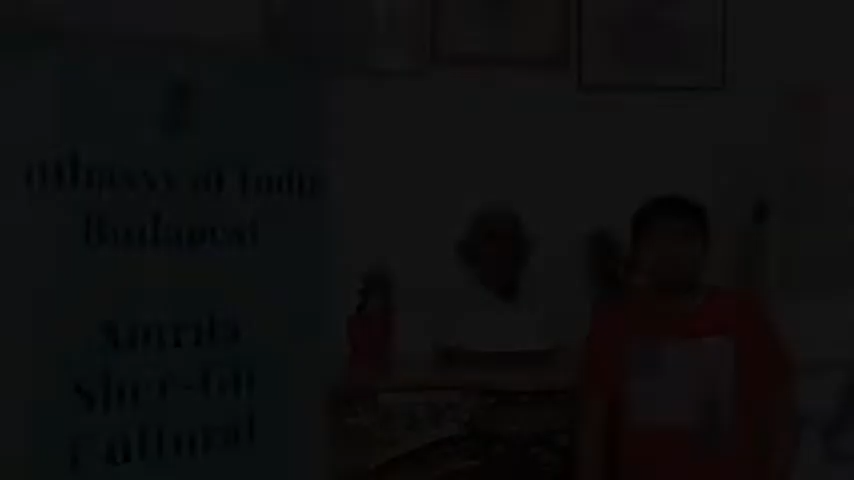 Embassy of India
Budapest
Amrita
Sher-Gil
Cultural